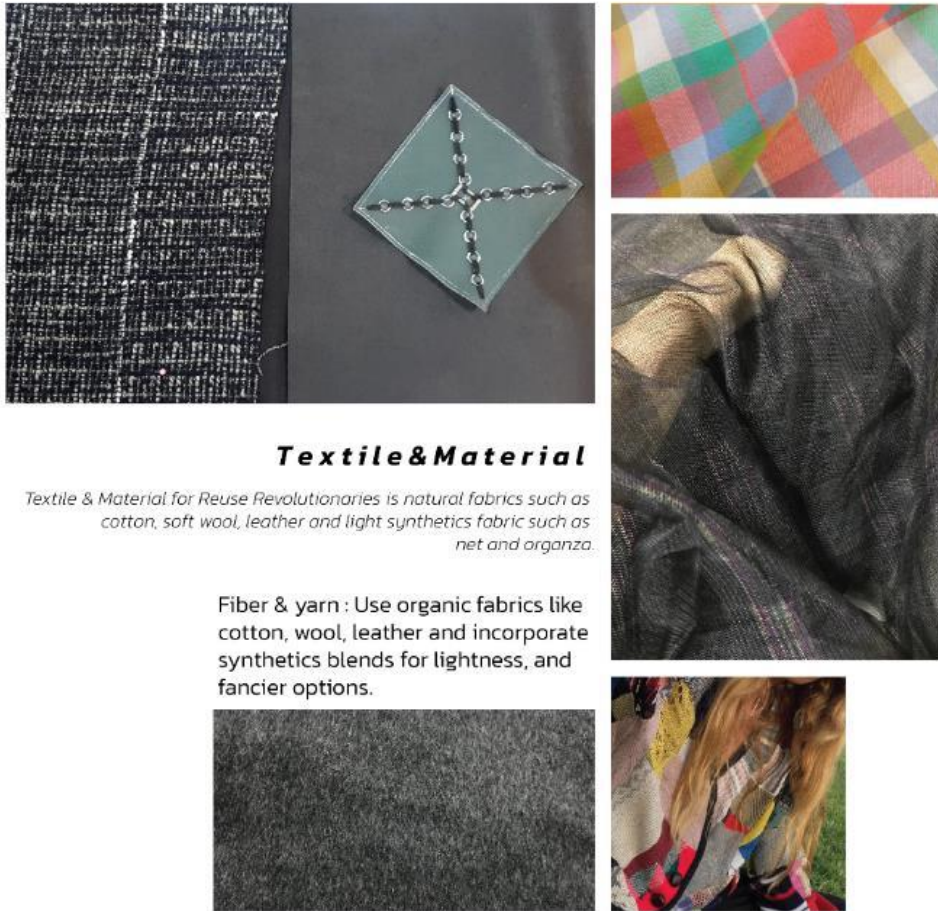 Textile&Material
Textile & Material for Reuse Revolutionaries is natural fabrics such as
cotton, soft wool, leather and light synthetics fabric such as
net and organza.
Fiber & yarn : Use organic fabrics like
cotton, wool, leather and incorporate
synthetics blends for lightness, and
fancier options.